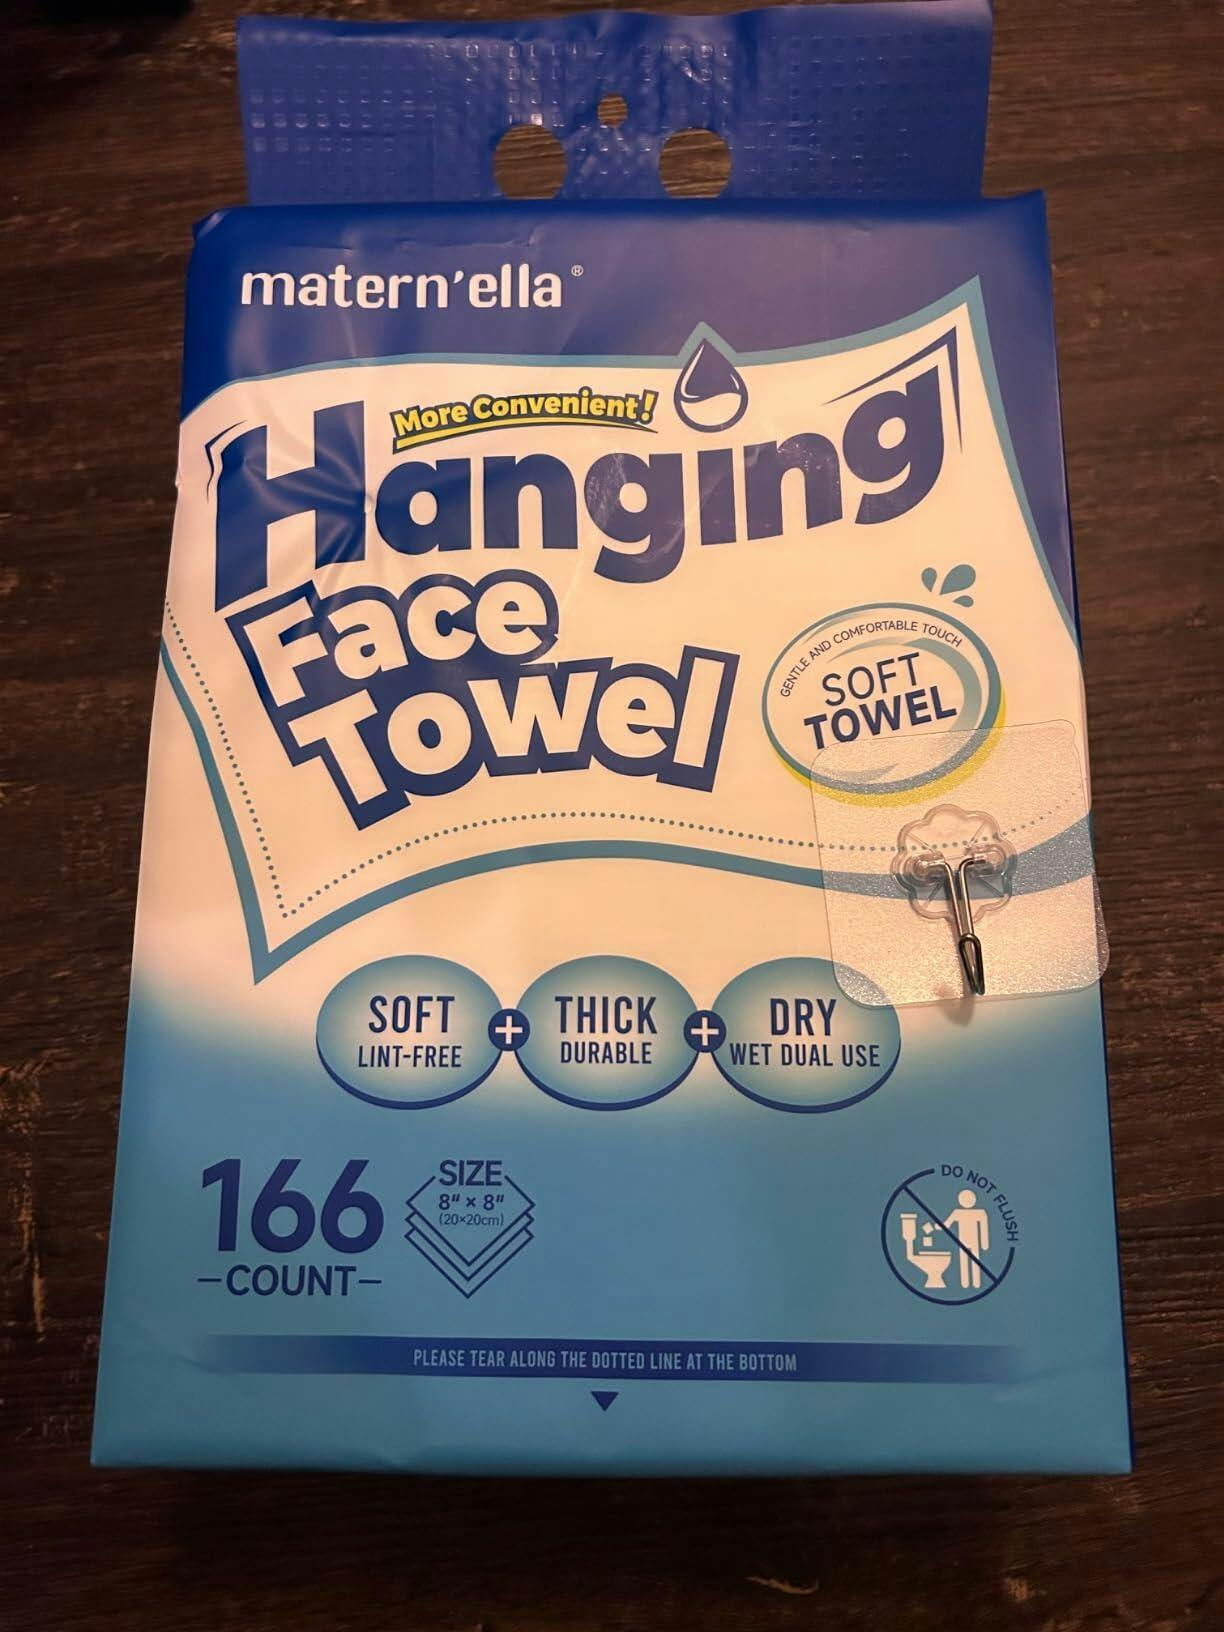 matern'ella®
More Convenient!
Hanging
Face
Towel
GENTLE AND COMFORTABLE TOUCH
SOFT
TOWEL
SOFT
LINT-FREE
+
THICK
DURABLE
+
DRY
WET DUAL USE
166
COUNT
SIZE
8" × 8"
(20×20cm)
DO NOT FLUSH
PLEASE TEAR ALONG THE DOTTED LINE AT THE BOTTOM